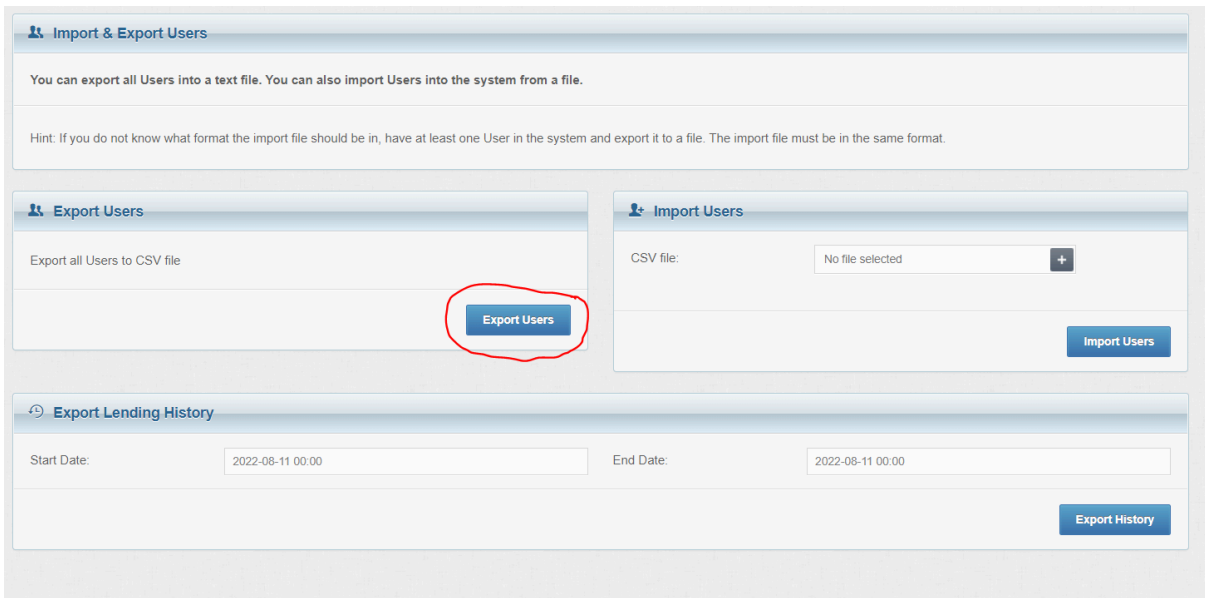 Import & Export Users
You can export all Users into a text file. You can also import Users into the system from a file.
Hint: If you do not know what format the import file should be in, have at least one User in the system and export it to a file. The import file must be in the same format.
Export Users
Export all Users to CSV file
Export Users
Import Users
CSV file:
No file selected
Import Users
Export Lending History
Start Date:
2022-08-11 00:00
End Date:
2022-08-11 00:00
Export History